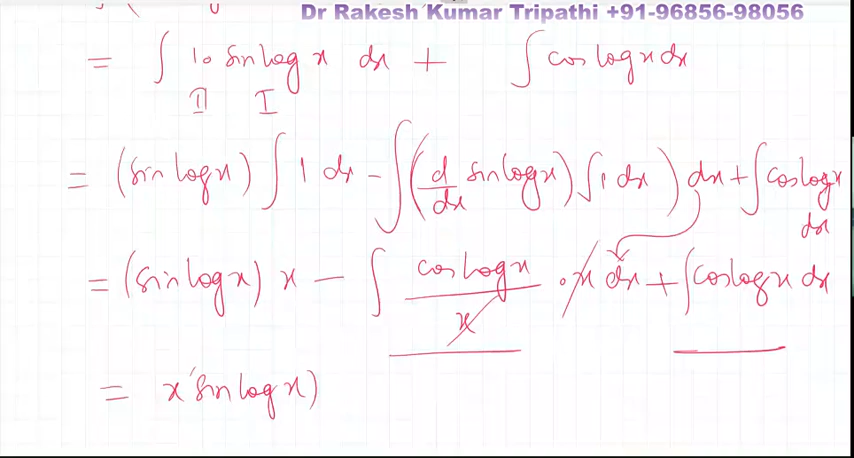 Dr Rakesh Kumar Tripathi +91-96856-98056
= ∫ 1. sin log x dx + ∫ cos log x dx
II I
= (sin log x) ∫ 1 dx - ∫ (d/dx sin log x) ∫ 1 dx ) dx + ∫ cos log x dx
= (sin log x) x - ∫ cos log x / x . x dx + ∫ cos log x dx
= x sin log x)